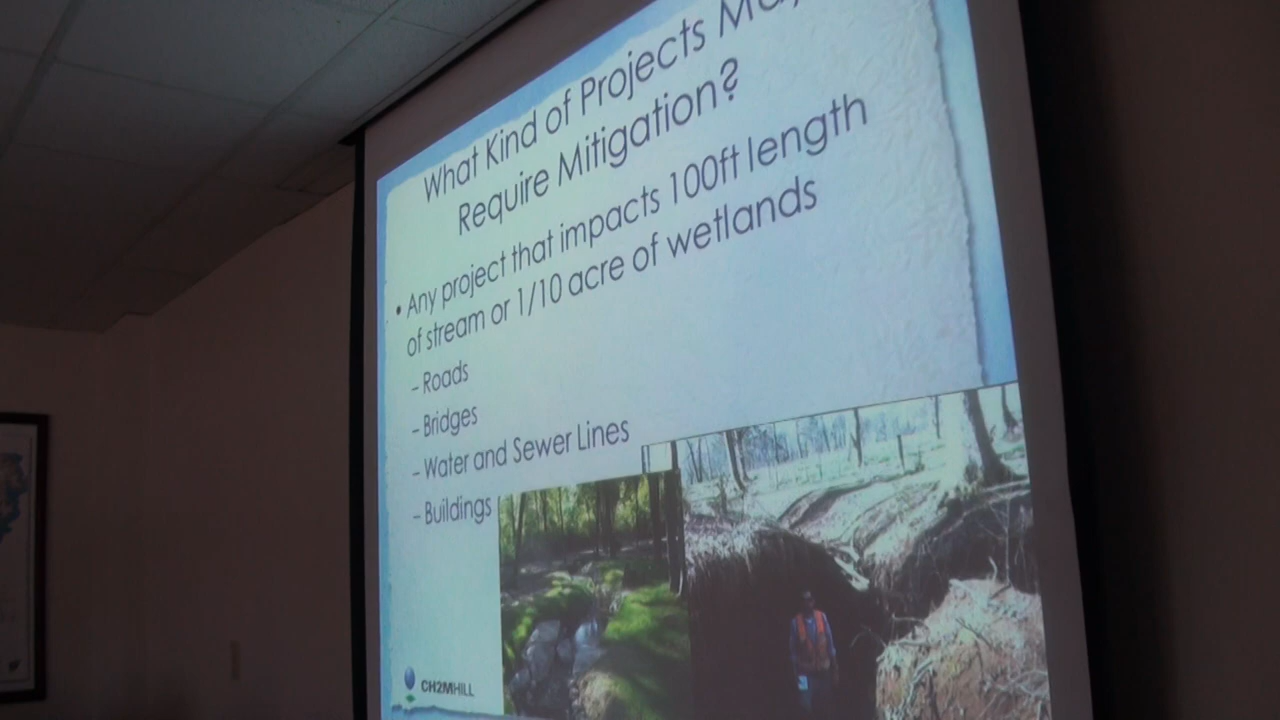 What Kind of Projects May
Require Mitigation?
• Any project that impacts 100ft length
of stream or 1/10 acre of wetlands
– Roads
– Bridges
– Water and Sewer Lines
– Buildings
CH2MHILL